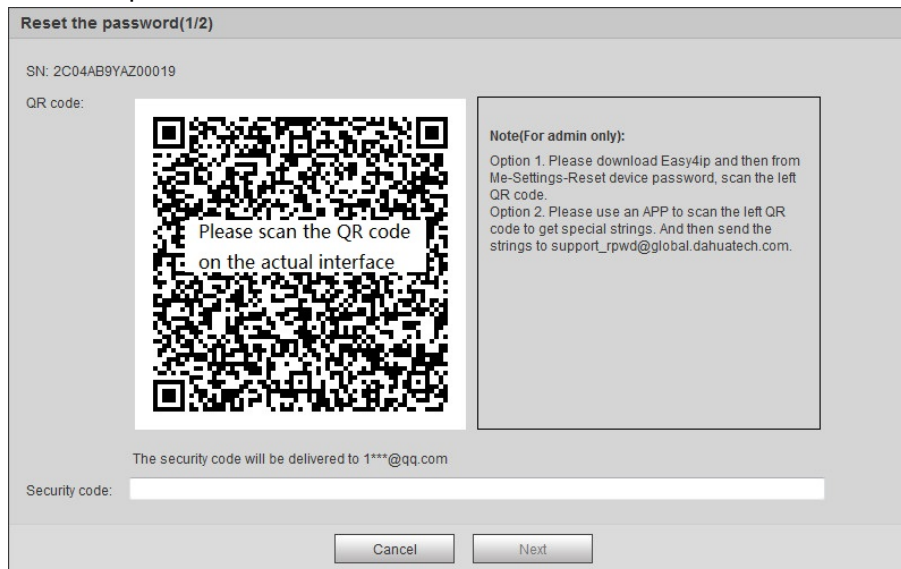 Reset the password(1/2)
SN: 2C04AB9YAZ00019
QR code:
Please scan the QR code
on the actual interface
Note(For admin only):
Option 1. Please download Easy4ip and then from
Me-Settings-Reset device password, scan the left
QR code.
Option 2. Please use an APP to scan the left QR
code to get special strings. And then send the
strings to support_rpwd@global.dahuatech.com.
The security code will be delivered to 1***@qq.com
Security code:
Cancel
Next